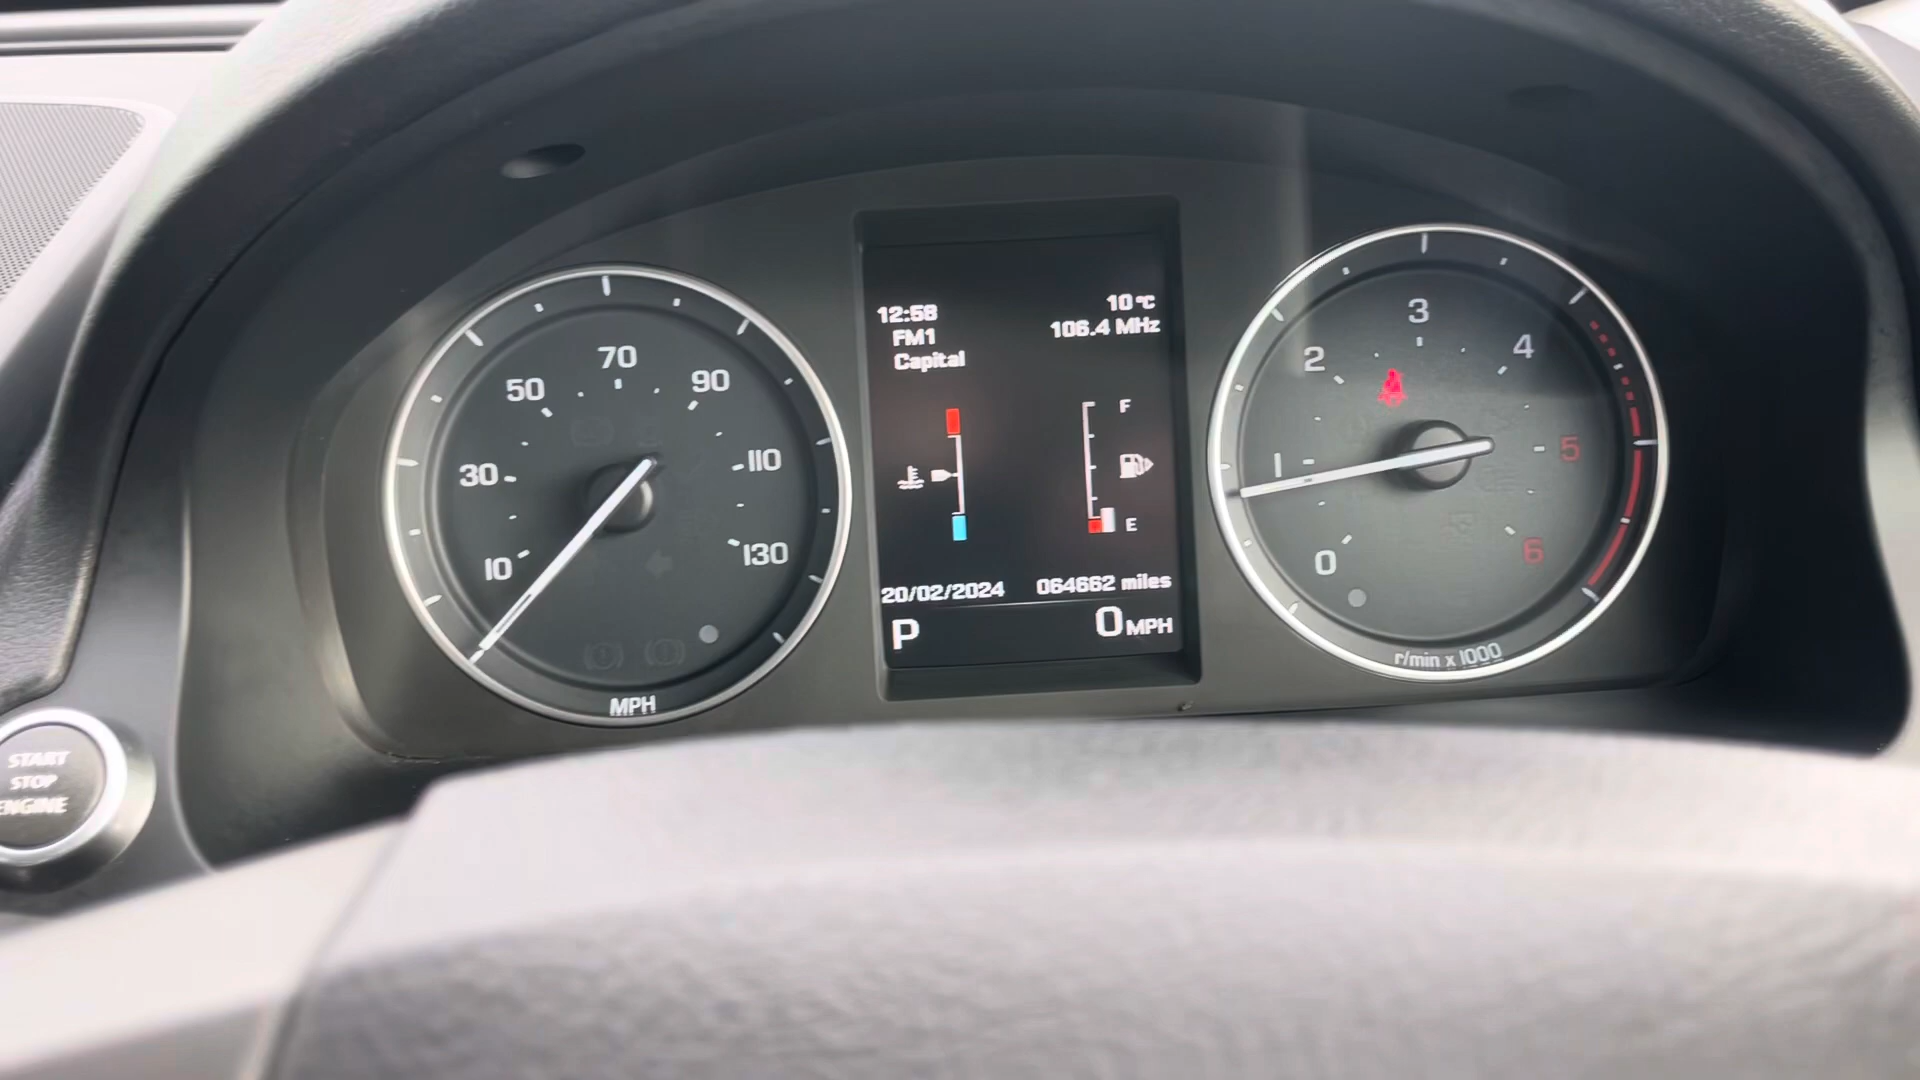 50
70
90
30
110
10
130
MPH
12:58
10°C
FM1
106.4 MHz
Capital
F
E
20/02/2024
064662 miles
P
0 MPH
3
2
4
1
5
0
6
r/min x 1000
START
STOP
ENGINE